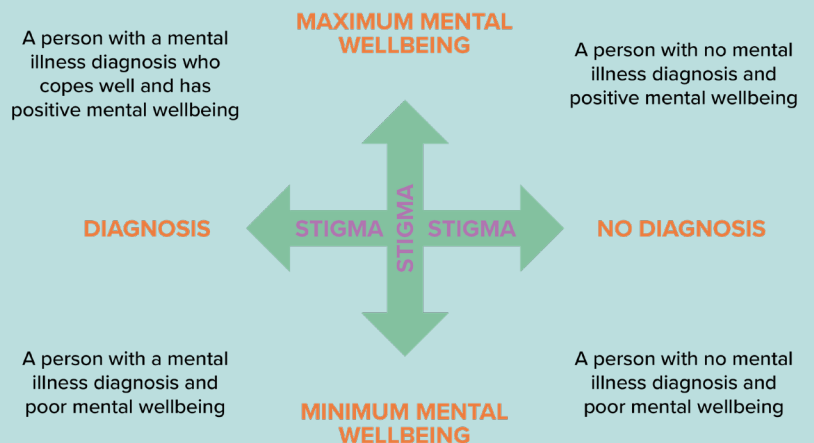 MAXIMUM MENTAL
WELLBEING
A person with a mental
illness diagnosis who
copes well and has
positive mental wellbeing
A person with no mental
illness diagnosis and
positive mental wellbeing
DIAGNOSIS
STIGMA
STIGMA
STIGMA
NO DIAGNOSIS
A person with a mental
illness diagnosis and
poor mental wellbeing
A person with no mental
illness diagnosis and
poor mental wellbeing
MINIMUM MENTAL
WELLBEING